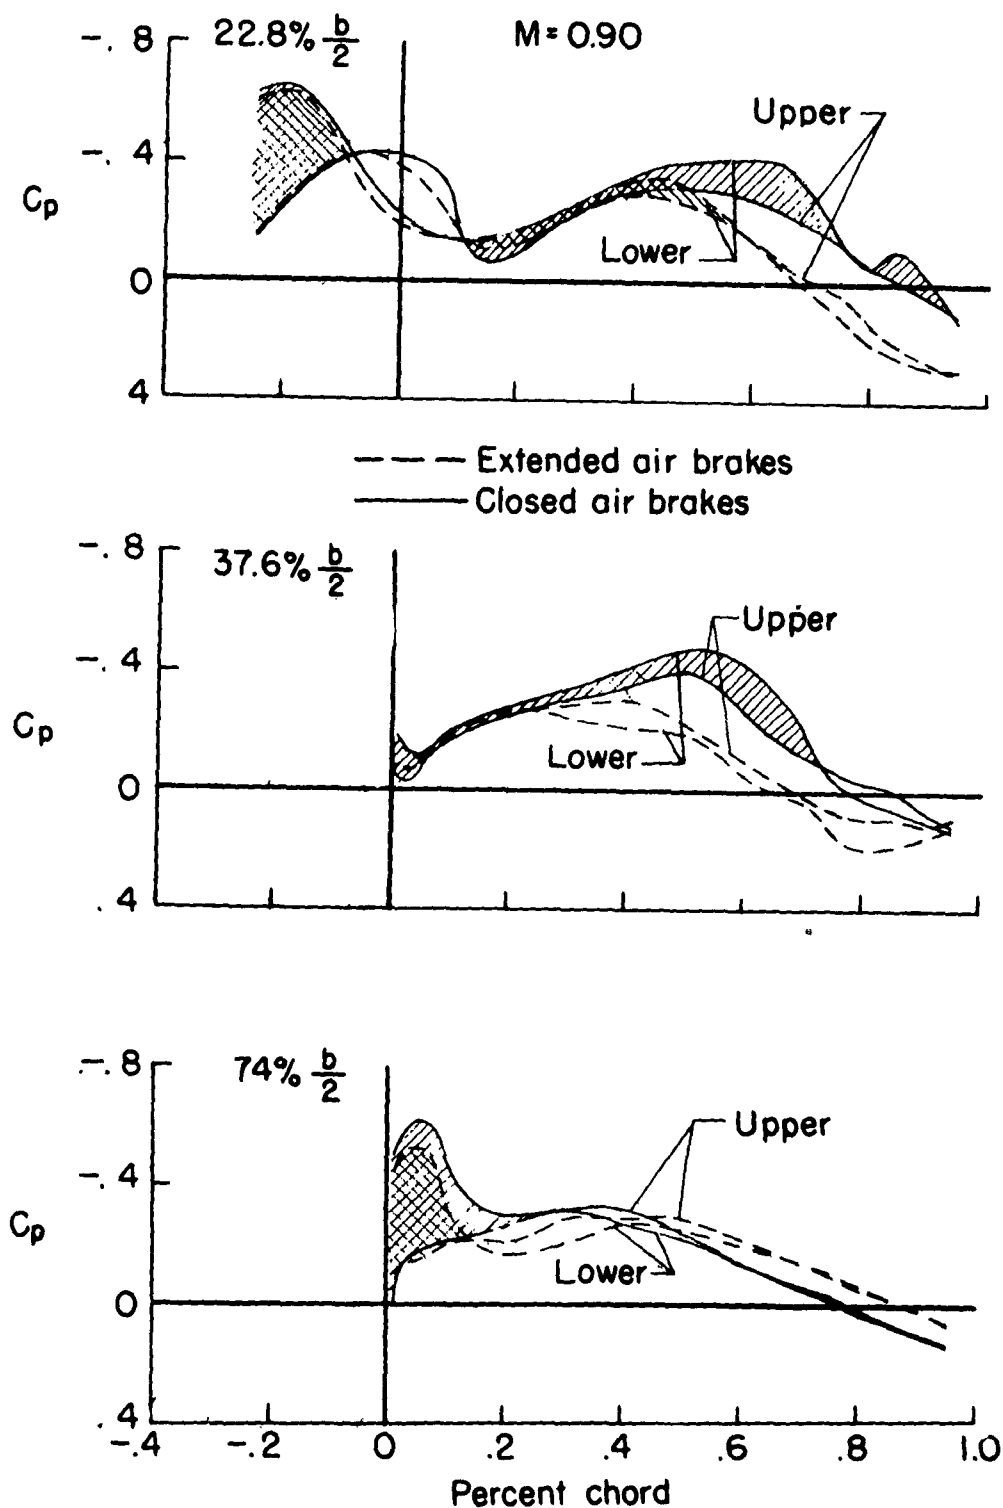 22.8% b/2
M = 0.90
-.8
-.4
0
4
Cp
Upper
Lower
Extended air brakes
Closed air brakes
37.6% b/2
-.8
-.4
0
.4
Cp
Upper
Lower
74% b/2
-.8
-.4
0
.4
Cp
Upper
Lower
-.4 -.2 0 .2 .4 .6 .8 1.0
Percent chord